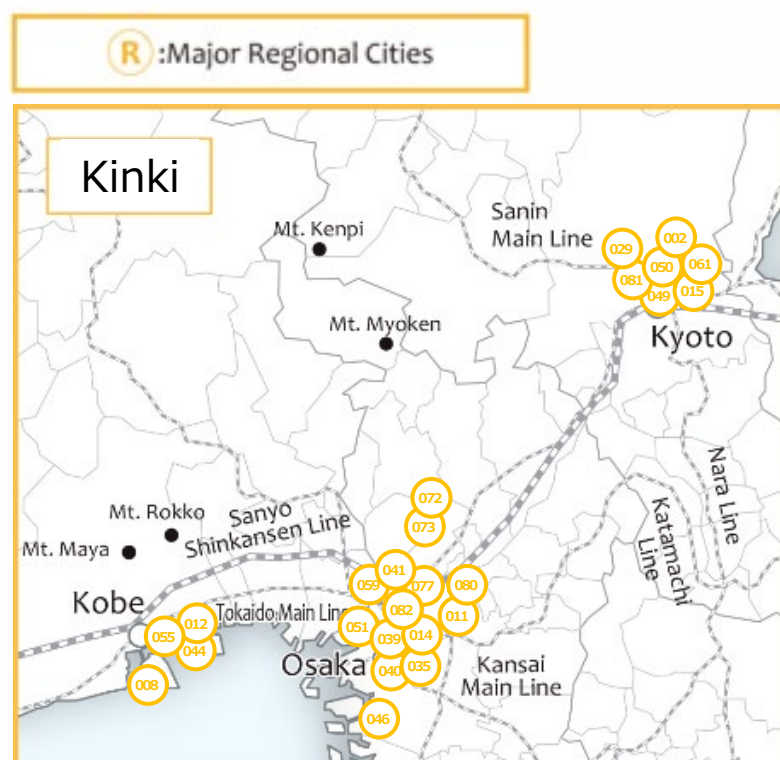 R :Major Regional Cities
Kinki
Mt. Kenpi
Sanin
Main Line
029
002
050
061
081
049
015
Mt. Myoken
Kyoto
Nara Line
Katamachi
Line
072
073
Mt. Rokko
Sanyo
Shinkansen Line
Mt. Maya
041
059
077
080
Kobe
082
012
Tokaido Main Line
011
051
055
039
014
044
Osaka
040
035
Kansai
Main Line
008
046